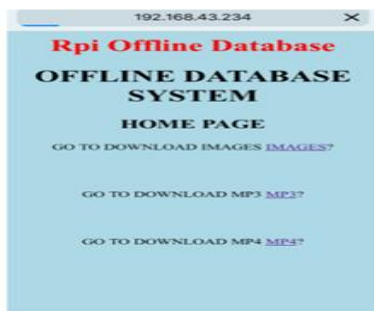 192.168.43.234 ×
Rpi Offline Database
OFFLINE DATABASE
SYSTEM
HOME PAGE
GO TO DOWNLOAD IMAGES IMAGES?
GO TO DOWNLOAD MP3 MP3?
GO TO DOWNLOAD MP4 MP4?